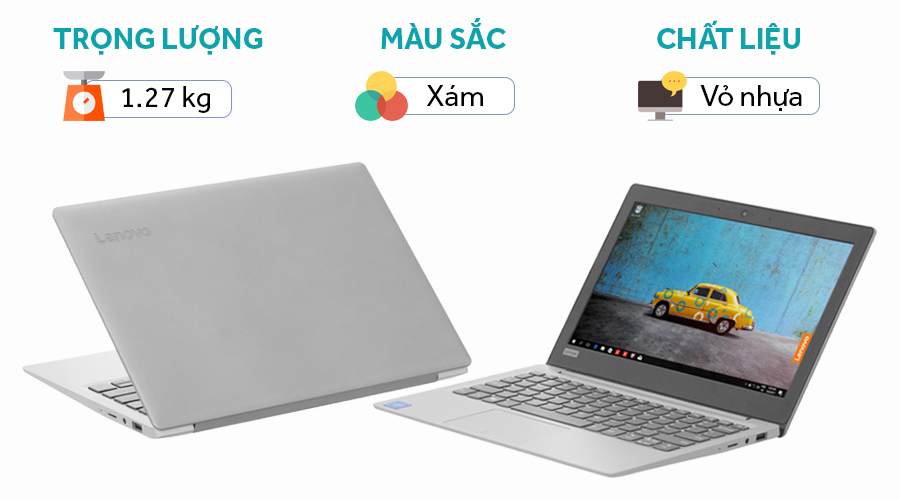 TRỌNG LƯỢNG
MÀU SẮC
CHẤT LIỆU
1.27 kg
Xám
Vỏ nhựa
Lenovo
Lenovo